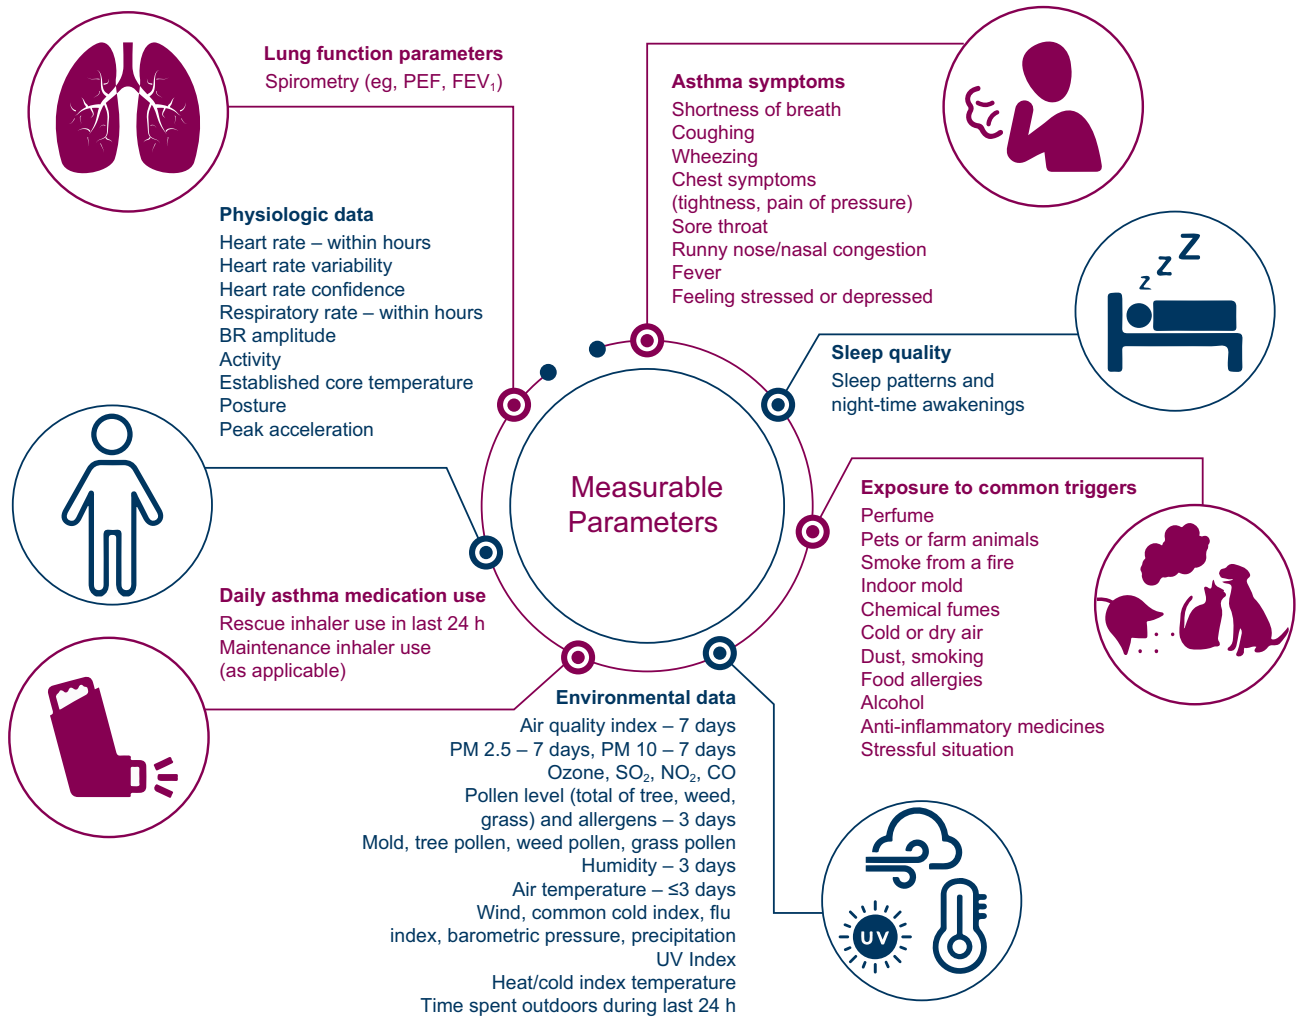 Lung function parameters
Spirometry (eg, PEF, FEV₁)
Asthma symptoms
Shortness of breath
Coughing
Wheezing
Chest symptoms
(tightness, pain of pressure)
Sore throat
Runny nose/nasal congestion
Fever
Feeling stressed or depressed
Physiologic data
Heart rate – within hours
Heart rate variability
Heart rate confidence
Respiratory rate – within hours
BR amplitude
Activity
Established core temperature
Posture
Peak acceleration
z z Z
Sleep quality
Sleep patterns and
night-time awakenings
Measurable
Parameters
Exposure to common triggers
Perfume
Pets or farm animals
Smoke from a fire
Indoor mold
Chemical fumes
Cold or dry air
Dust, smoking
Food allergies
Alcohol
Anti-inflammatory medicines
Stressful situation
Daily asthma medication use
Rescue inhaler use in last 24 h
Maintenance inhaler use
(as applicable)
Environmental data
Air quality index – 7 days
PM 2.5 – 7 days, PM 10 – 7 days
Ozone, SO₂, NO₂, CO
Pollen level (total of tree, weed,
grass) and allergens – 3 days
Mold, tree pollen, weed pollen, grass pollen
Humidity – 3 days
Air temperature – ≤3 days
Wind, common cold index, flu
index, barometric pressure, precipitation
UV Index
Heat/cold index temperature
Time spent outdoors during last 24 h
UV